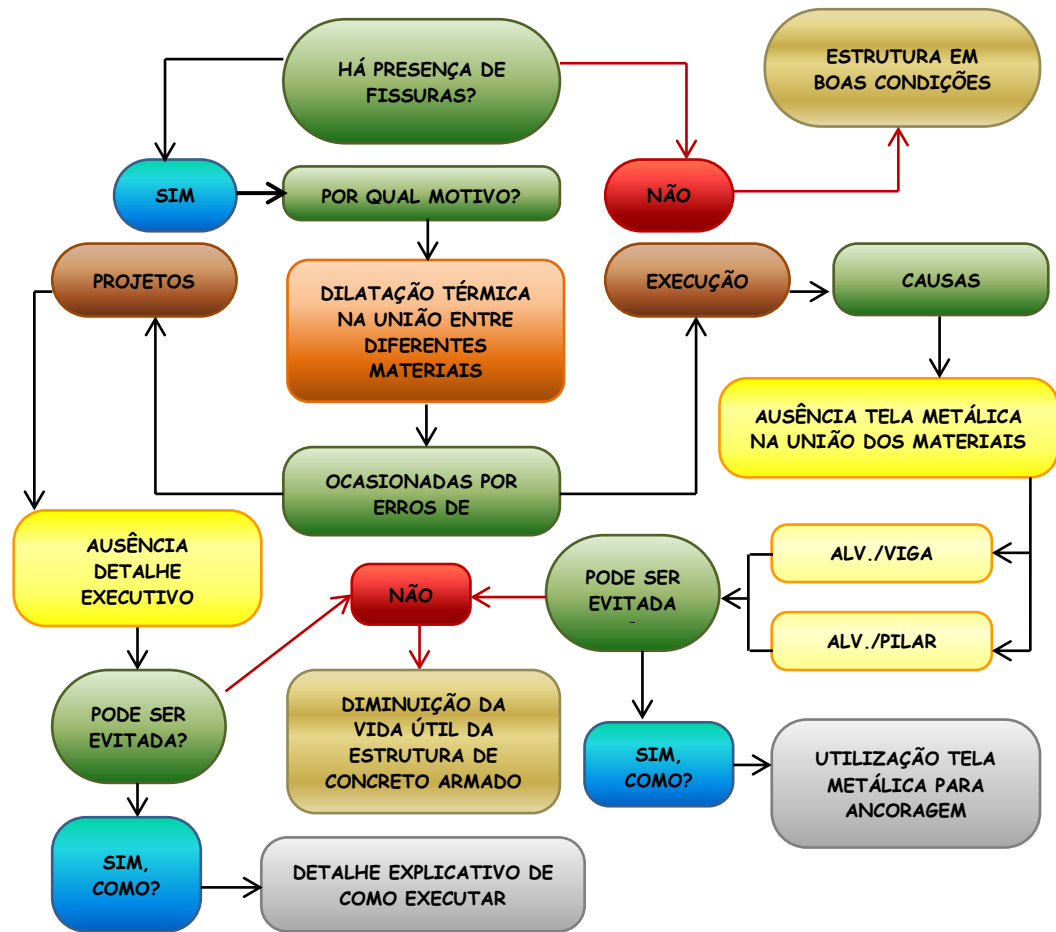 HÁ PRESENÇA DE
FISSURAS?
ESTRUTURA EM
BOAS CONDIÇÕES
SIM
POR QUAL MOTIVO?
NÃO
PROJETOS
DILATAÇÃO TÉRMICA
NA UNIÃO ENTRE
DIFERENTES
MATERIAIS
EXECUÇÃO
CAUSAS
AUSÊNCIA TELA METÁLICA
NA UNIÃO DOS MATERIAIS
OCASIONADAS POR
ERROS DE
AUSÊNCIA
DETALHE
EXECUTIVO
NÃO
PODE SER
EVITADA
ALV./VIGA
ALV./PILAR
PODE SER
EVITADA?
DIMINUIÇÃO DA
VIDA ÚTIL DA
ESTRUTURA DE
CONCRETO ARMADO
SIM,
COMO?
UTILIZAÇÃO TELA
METÁLICA PARA
ANCORAGEM
SIM,
COMO?
DETALHE EXPLICATIVO DE
COMO EXECUTAR